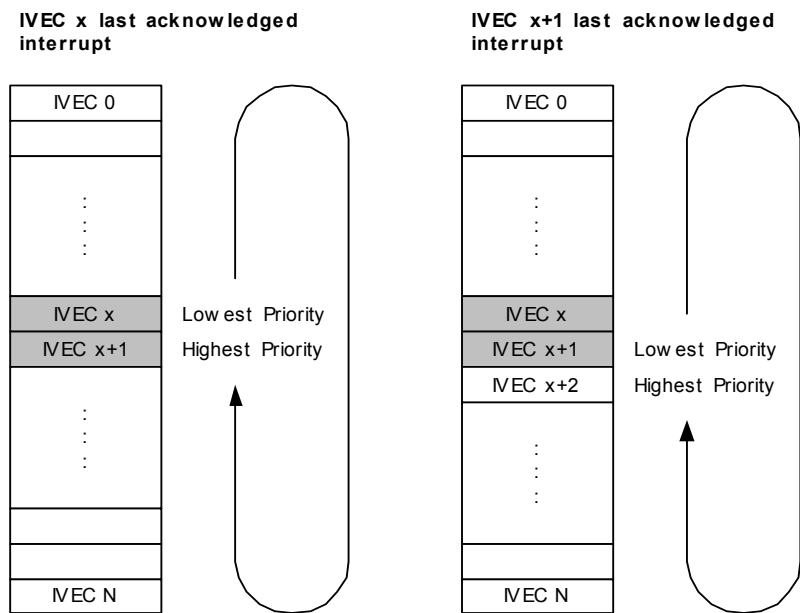 IVEC x last acknowledged
interrupt
IVEC 0
:
:
:
IVEC x
Lowest Priority
IVEC x+1
Highest Priority
:
:
:
IVEC N
IVEC x+1 last acknowledged
interrupt
IVEC 0
:
:
:
IVEC x
IVEC x+1
Lowest Priority
IVEC x+2
Highest Priority
:
:
:
IVEC N